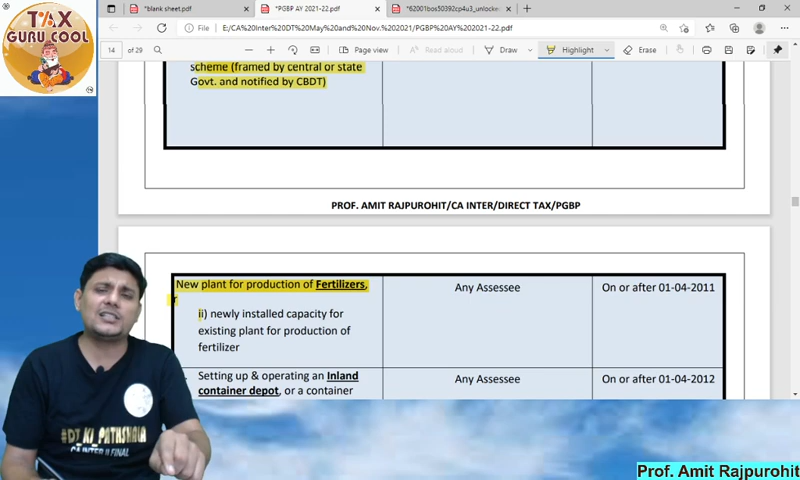 TAX
GURU COOL
*blank sheet.pdf
*PGBP AY 2021-22.pdf
*62001bos50392cp4u3_unlocked
14 of 29
E:/CA%20Inter%20DT%20May%20and%20Nov.%202021/PGBP%20AY%202021-22.pdf
Page view
Read aloud
Highlight
Erase
scheme (framed by central or state
Govt. and notified by CBDT)
PROF. AMIT RAJPUROHIT/CA INTER/DIRECT TAX/PGBP
New plant for production of Fertilizers,
ii) newly installed capacity for
existing plant for production of
fertilizer
Any Assessee
On or after 01-04-2011
Setting up & operating an Inland
container depot, or a container
Any Assessee
On or after 01-04-2012
#DT_KI_PATHSHALA
CA INTER II FINAL
Prof. Amit Rajpurohit